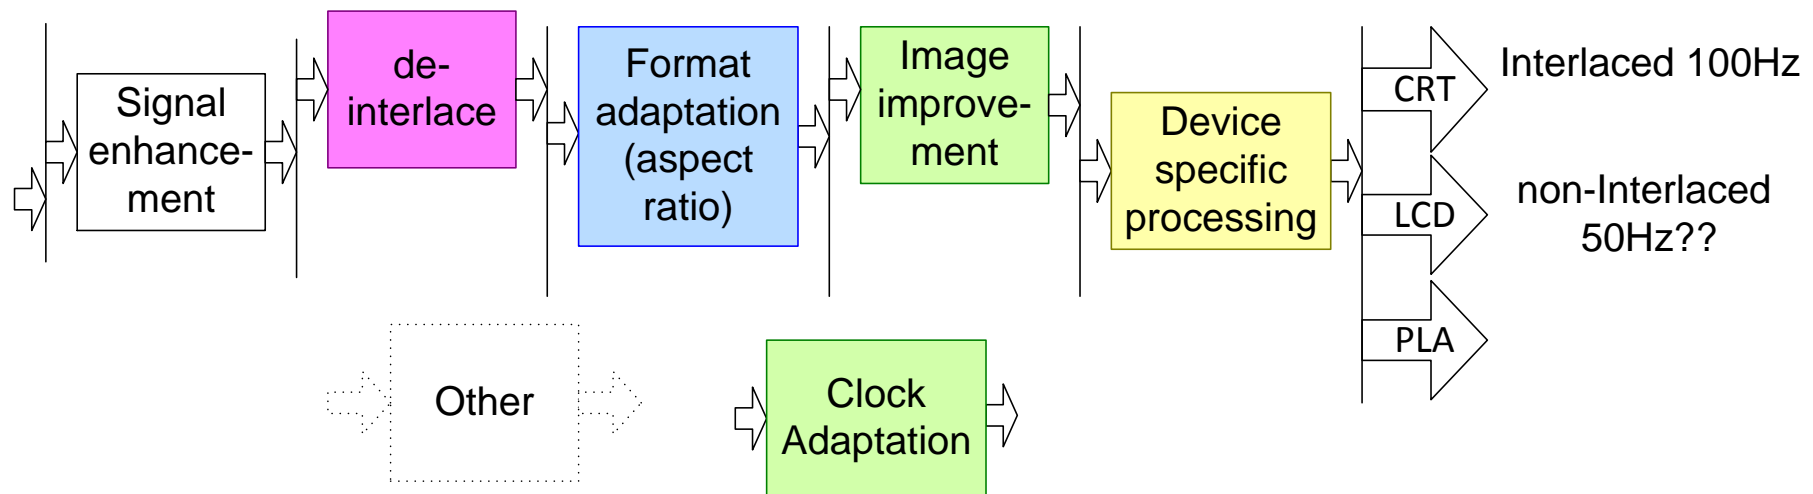 Signal
enhance-
ment
de-
interlace
Format
adaptation
(aspect
ratio)
Image
improve-
ment
Device
specific
processing
CRT
Interlaced 100Hz
LCD
non-Interlaced
50Hz??
PLA
Other
Clock
Adaptation